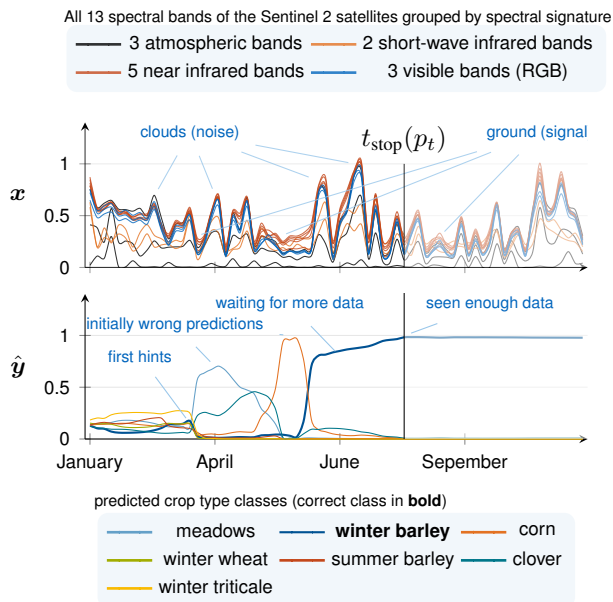 All 13 spectral bands of the Sentinel 2 satellites grouped by spectral signature
3 atmospheric bands
2 short-wave infrared bands
5 near infrared bands
3 visible bands (RGB)
clouds (noise)
t_stop(p_t)
ground (signal
1
x
0.5
0
waiting for more data
seen enough data
initially wrong predictions
1
first hints
ŷ
0.5
0
January
April
June
Sepember
predicted crop type classes (correct class in bold)
meadows
winter barley
corn
winter wheat
summer barley
clover
winter triticale